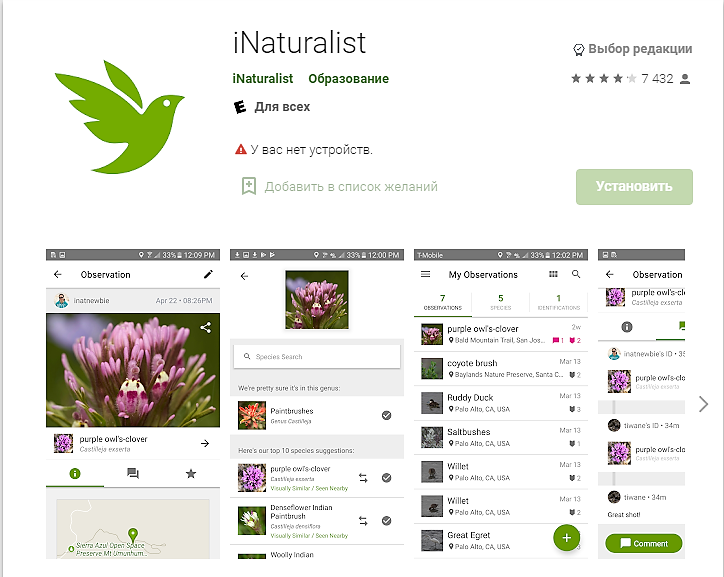 iNaturalist
Выбор редакции
iNaturalist Образование
7 432
E Для всех
У вас нет устройств.
Добавить в список желаний
Установить
33% 12:09 PM
Observation
inatnewbie Apr 22 • 08:26PM
purple owl's-clover
Castilleja exserta
Sierra Azul Open Space
Preserve Mt Umunhum...
33% 12:00 PM
Species Search
We're pretty sure it's in this genus:
Paintbrushes
Genus Castilleja
Here's our top 10 species suggestions:
purple owl's-clover
Castilleja exserta
Visually Similar / Seen Nearby
Denseflower Indian
Paintbrush
Castilleja densiflora
Visually Similar / Seen Nearby
Woolly Indian
T-Mobile 33% 12:02 PM
My Observations
7 5 1
OBSERVATIONS SPECIES IDENTIFICATIONS
purple owl's-clover 2w
Bald Mountain Trail, San Jos... 1 2
coyote brush Mar 13
Baylands Nature Preserve, Santa C... 2
Ruddy Duck Mar 13
Palo Alto, CA, USA 3
Saltbushes Mar 13
Palo Alto, CA, USA 1
Willet Mar 13
Palo Alto, CA, USA 2
Willet Mar 13
Palo Alto, CA, USA 2
Great Egret Mar 13
Palo Alto, CA, USA
Observation
purple owl's-clo
Castilleja exserta
inatnewbie's ID • 35
purple owl's-clo
Castilleja exserta
tiwane's ID • 34m
purple owl's-clo
Castilleja exserta
tiwane • 34m
Great shot!
Comment